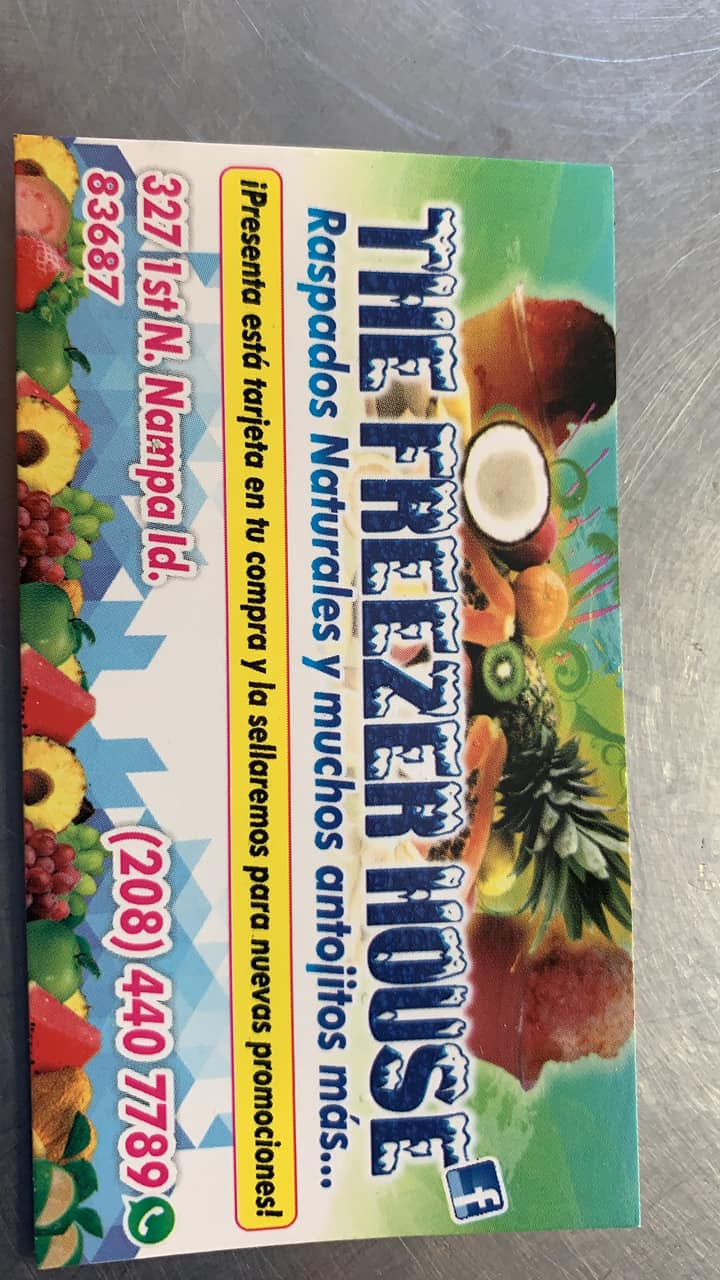 THE FREEZER HOUSE
Raspados Naturales y muchos antojitos más...
¡Presenta está tarjeta en tu compra y la sellaremos para nuevas promociones!
327 1st N. Nampa Id.
83687
(208) 440 7789